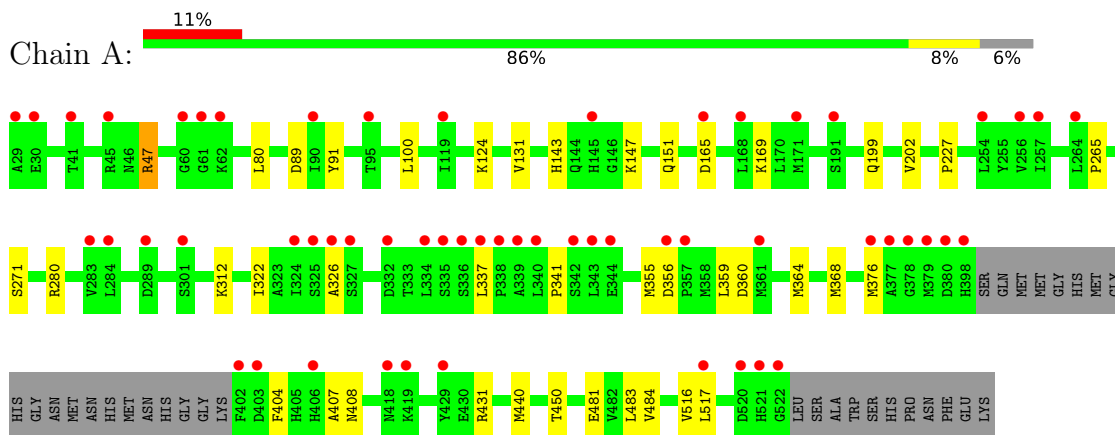 11%
Chain A:
86% 8% 6%
A29 E30 T41 R45 N46 R47 G60 G61 K62 L80 D89 I90 Y91 T95 L100 I119 K124 V131 H143 Q144 H145 G146 K147 Q151 D165 L168 K169 L170 M171 S191 Q199 V202 P227 L254 Y255 V256 I257 L264 P265
S271 R280 V283 L284 D289 S301 K312 I322 A323 I324 S325 A326 S327 D332 T333 L334 S335 S336 L337 P338 A339 L340 P341 S342 L343 E344 M355 D356 P357 M358 L359 D360 M361 M364 M368 M376 A377 G378 M379 D380 H398 SER GLN MET MET GLY HIS MET GLY
HIS GLY ASN MET ASN HIS MET ASN HIS GLY GLY LYS F402 D403 F404 H405 H406 A407 N408 N418 K419 Y429 E430 R431 M440 T450 E481 V482 L483 V484 V516 L517 D520 H521 G522 LEU SER ALA TRP SER HIS PRO ASN PHE GLU LYS